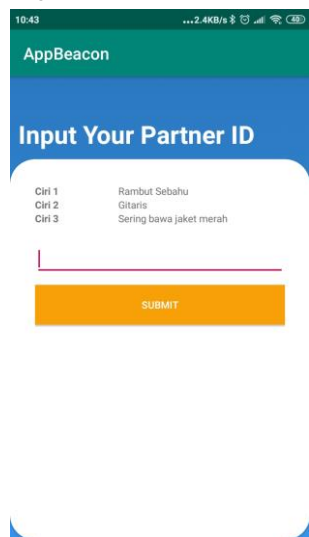 10:43 ...2.4KB/s 40
AppBeacon
Input Your Partner ID
Ciri 1 Rambut Sebahu
Ciri 2 Gitaris
Ciri 3 Sering bawa jaket merah
SUBMIT